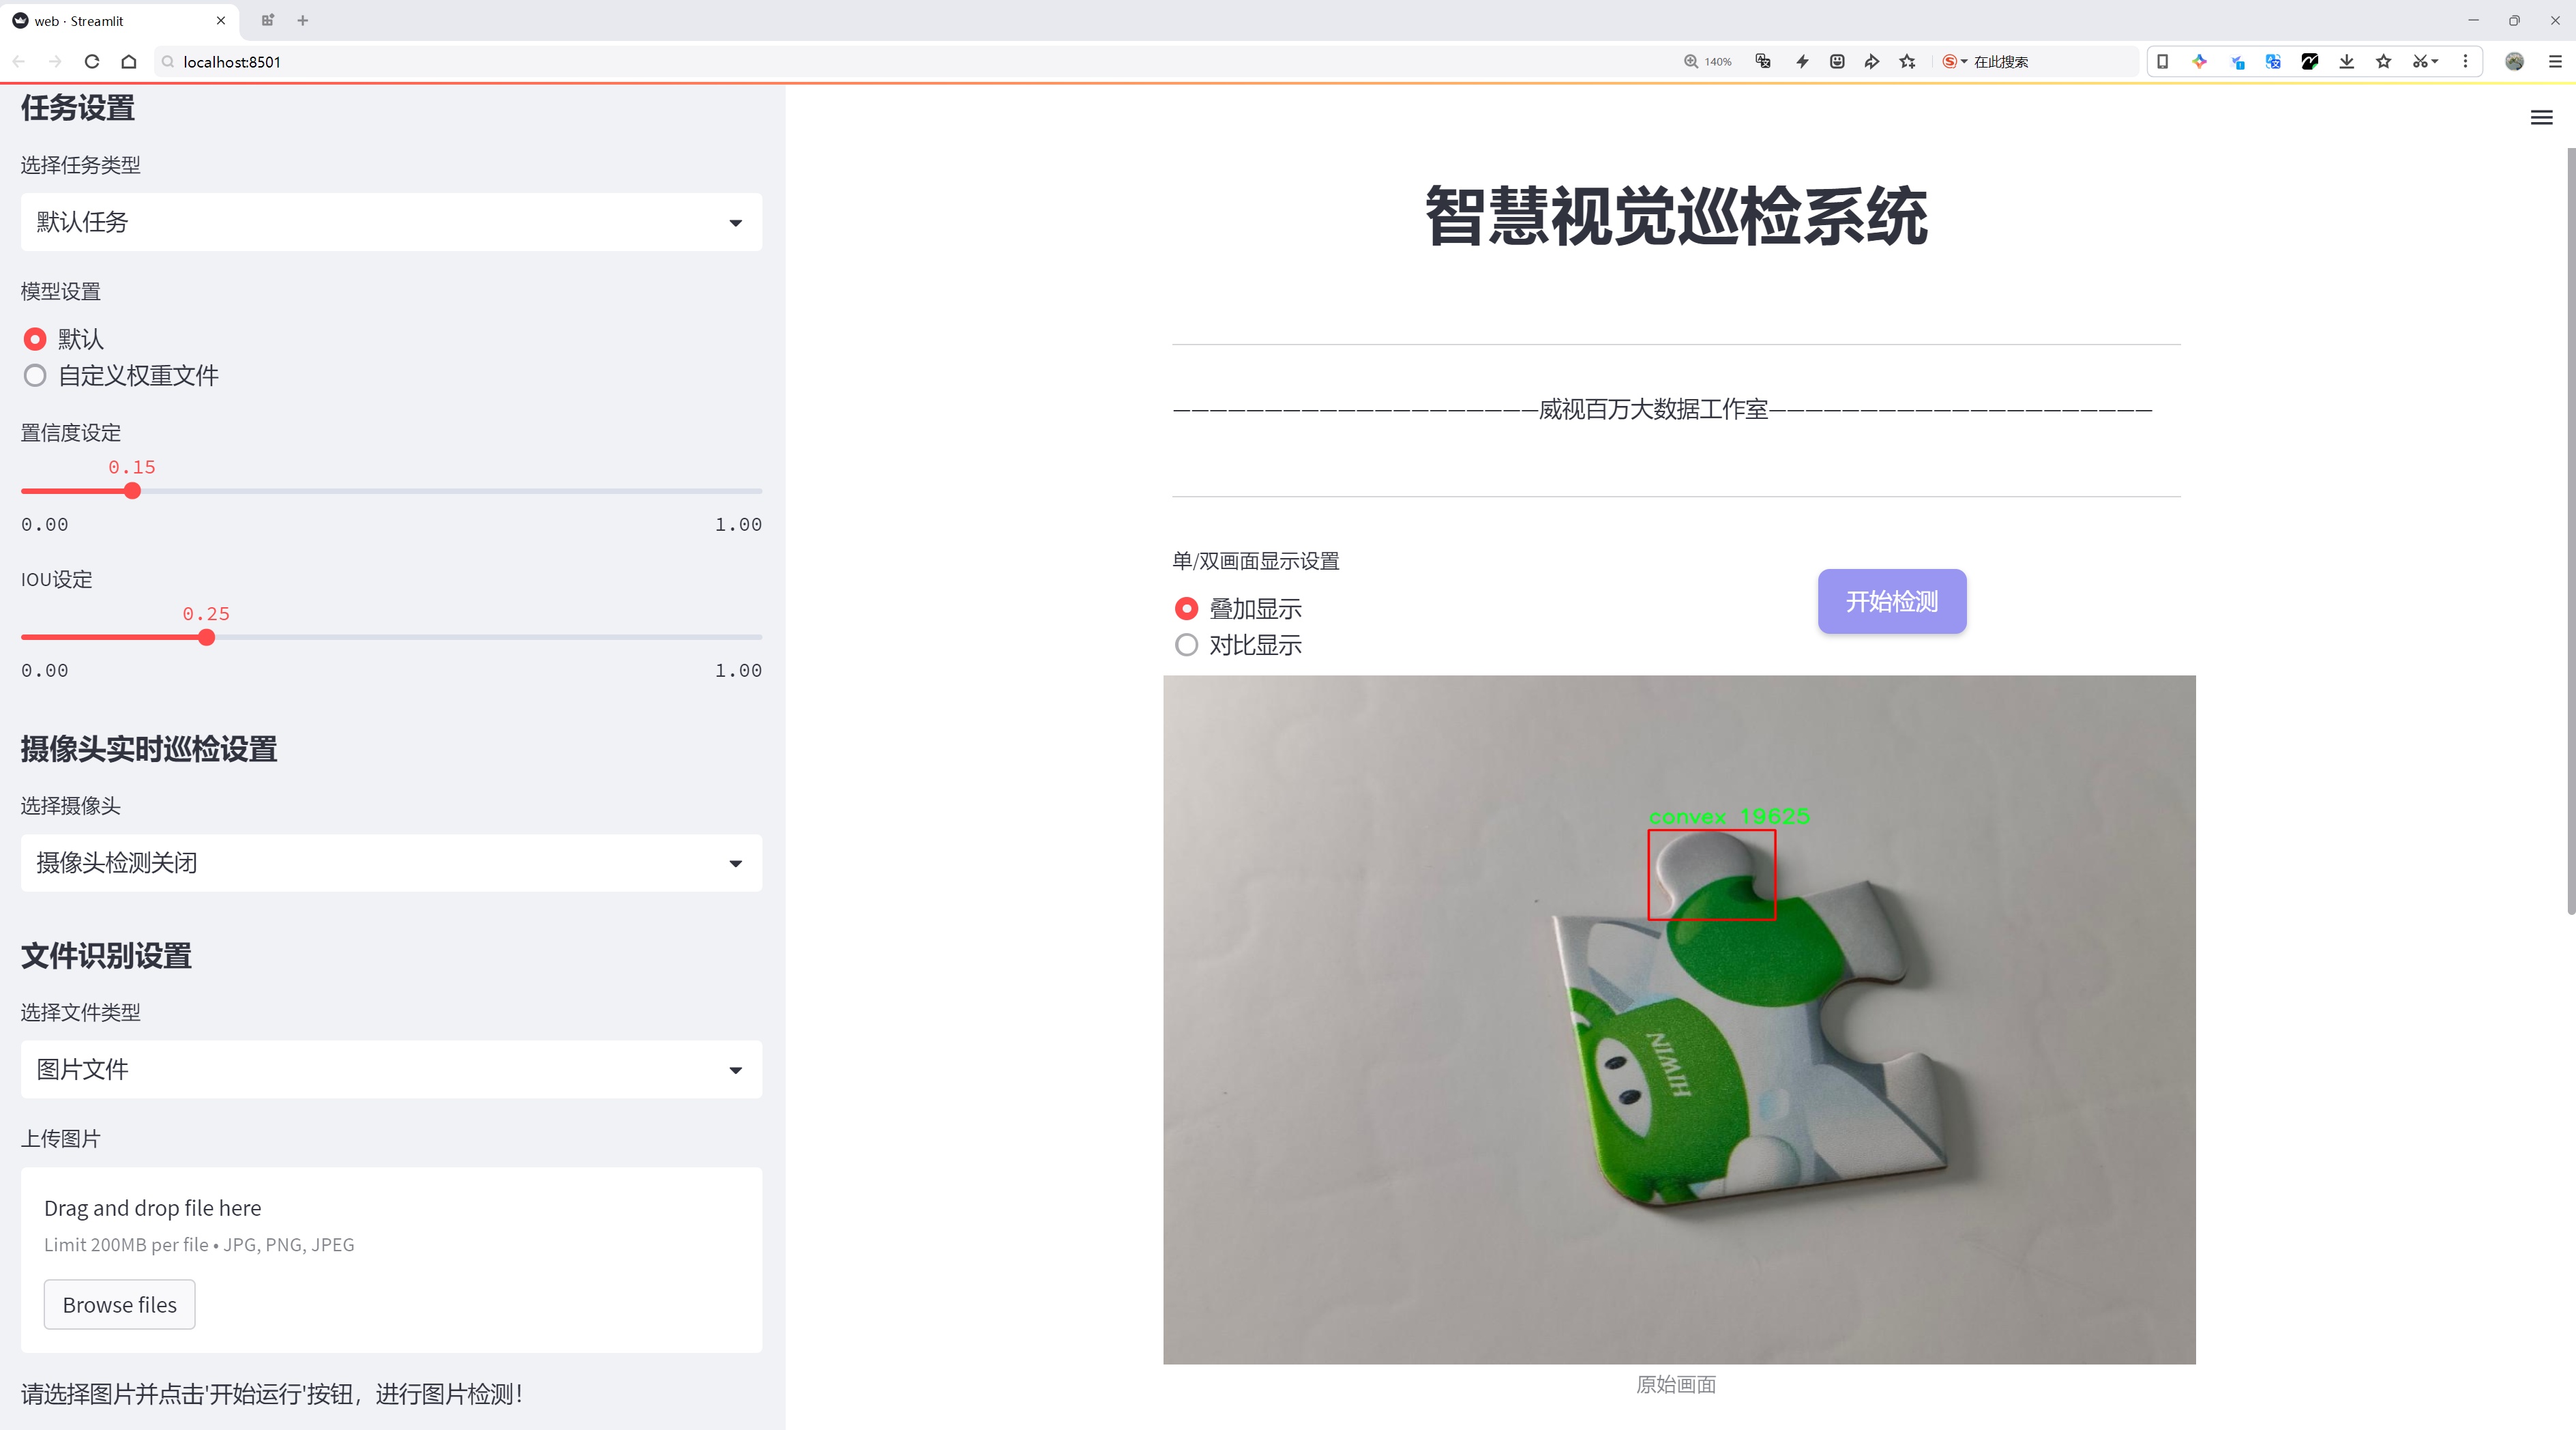 web · Streamlit
localhost:8501
140%
在此搜索
任务设置
选择任务类型
默认任务
模型设置
默认
自定义权重文件
置信度设定
0.15
0.00
1.00
IOU设定
0.25
0.00
1.00
摄像头实时巡检设置
选择摄像头
摄像头检测关闭
文件识别设置
选择文件类型
图片文件
上传图片
Drag and drop file here
Limit 200MB per file • JPG, PNG, JPEG
Browse files
请选择图片并点击'开始运行'按钮，进行图片检测！
智慧视觉巡检系统
————————————————————威视百万大数据工作室—————————————————————
单/双画面显示设置
叠加显示
对比显示
开始检测
convex 19625
HIWIN
原始画面